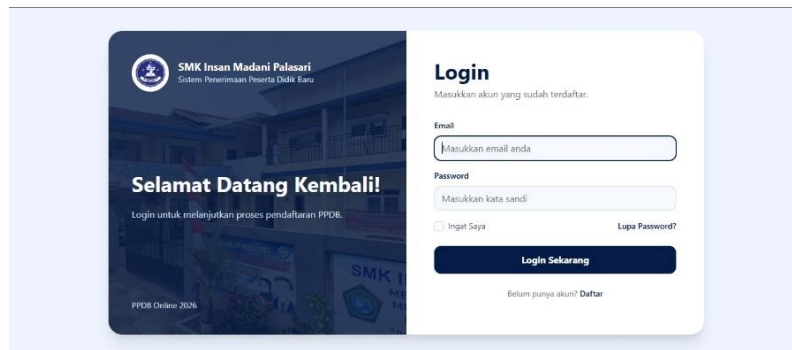 SMK Insan Madani Palasari
Sistem Penerimaan Peserta Didik Baru
Selamat Datang Kembali!
Login untuk melanjutkan proses pendaftaran PPDB.
SMK
PPDB Online 2026
Login
Masukkan akun yang sudah terdaftar.
Email
Masukkan email anda
Password
Masukkan kata sandi
Ingat Saya
Lupa Password?
Login Sekarang
Belum punya akun? Daftar